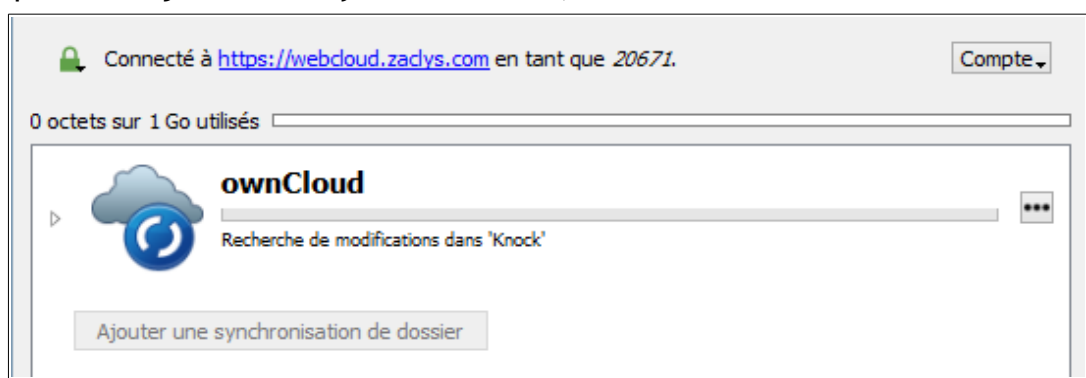 Connecté à https://webcloud.zaclys.com en tant que 20671.
Compte
0 octets sur 1 Go utilisés
ownCloud
Recherche de modifications dans 'Knock'
Ajouter une synchronisation de dossier